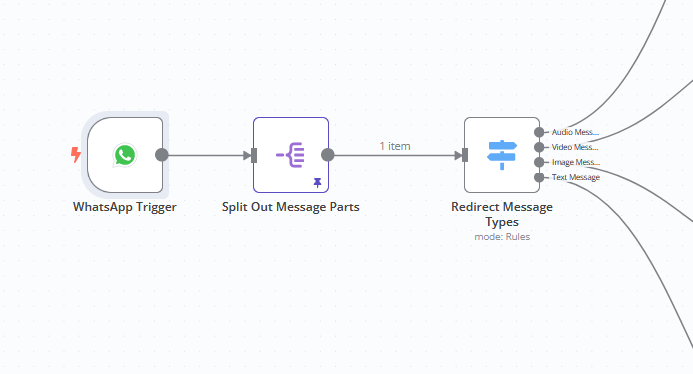 1 item
Audio Mess...
Video Mess...
Image Mess...
Text Message
WhatsApp Trigger
Split Out Message Parts
Redirect Message
Types
mode: Rules